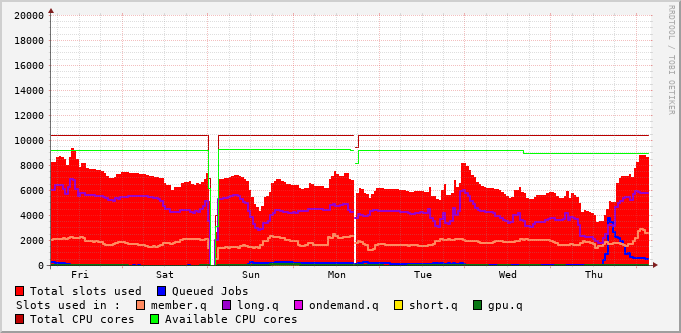 20000
18000
16000
14000
12000
10000
8000
6000
4000
2000
0
Fri Sat Sun Mon Tue Wed Thu
RRDTOOL / TOBI OETIKER
Total slots used Queued Jobs
Slots used in : member.q long.q ondemand.q short.q gpu.q
Total CPU cores Available CPU cores